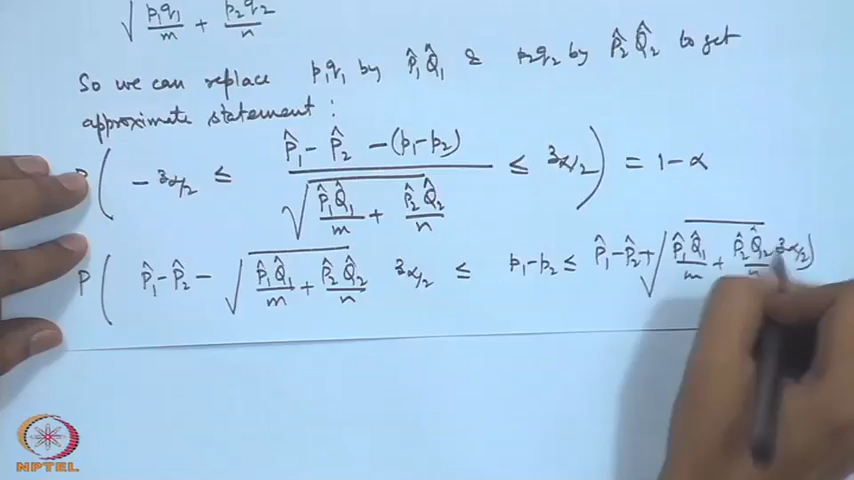 √(p₁q₁/m + p₂q₂/n)
So we can replace p₁q₁ by P̂₁Q̂₁ & p₂q₂ by P̂₂Q̂₂ to get
approximate statement :
P( −z_{α/2} ≤ (P̂₁ − P̂₂ − (p₁−p₂)) / √(P̂₁Q̂₁/m + P̂₂Q̂₂/n) ≤ z_{α/2} ) = 1−α
P( P̂₁−P̂₂ − √(P̂₁Q̂₁/m + P̂₂Q̂₂/n) z_{α/2} ≤ p₁−p₂ ≤ P̂₁−P̂₂ + √(P̂₁Q̂₁/m + P̂₂Q̂₂/n) z_{α/2} )
NPTEL